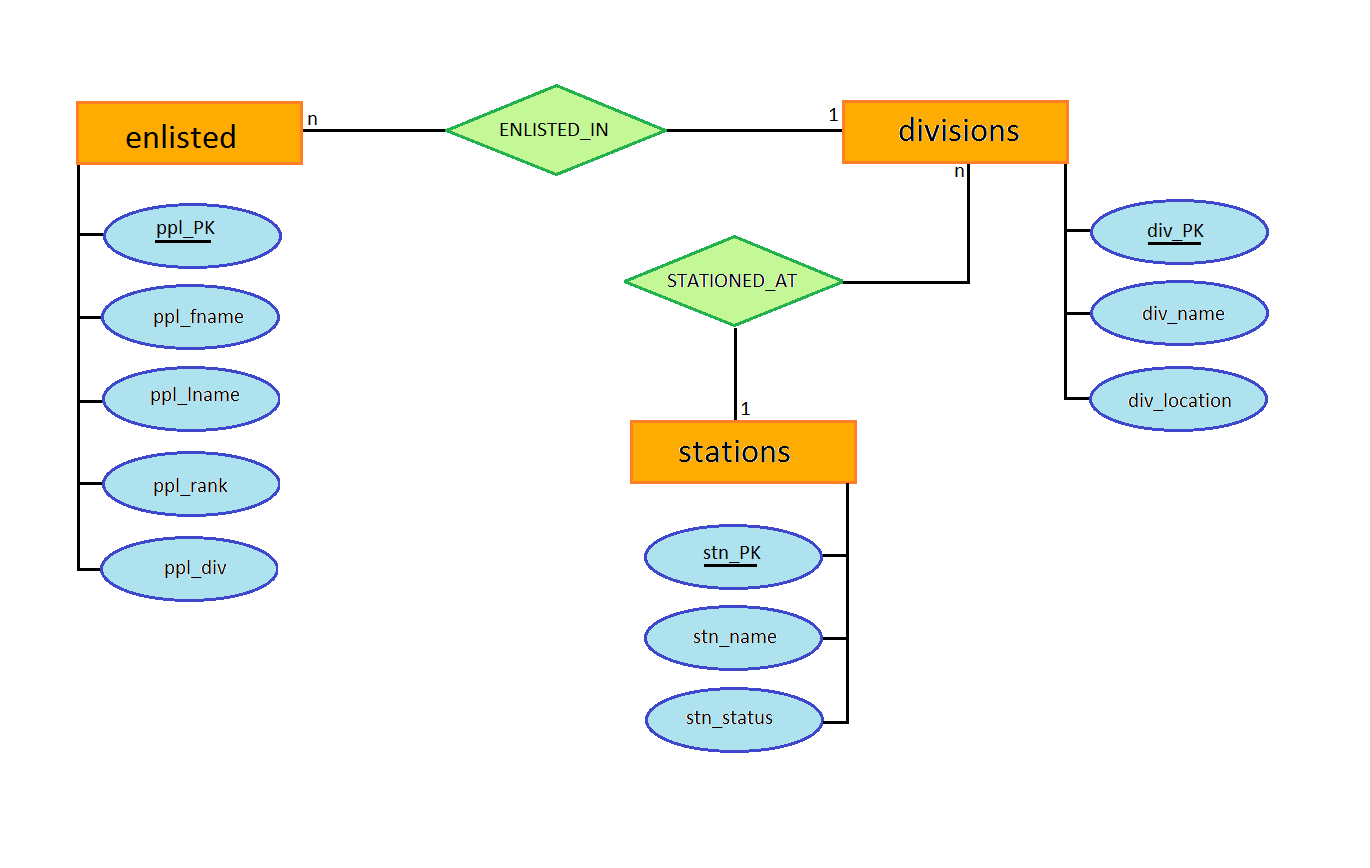 enlisted
n
ENLISTED_IN
1
divisions
n
ppl_PK
ppl_fname
ppl_lname
ppl_rank
ppl_div
STATIONED_AT
1
stations
stn_PK
stn_name
stn_status
div_PK
div_name
div_location